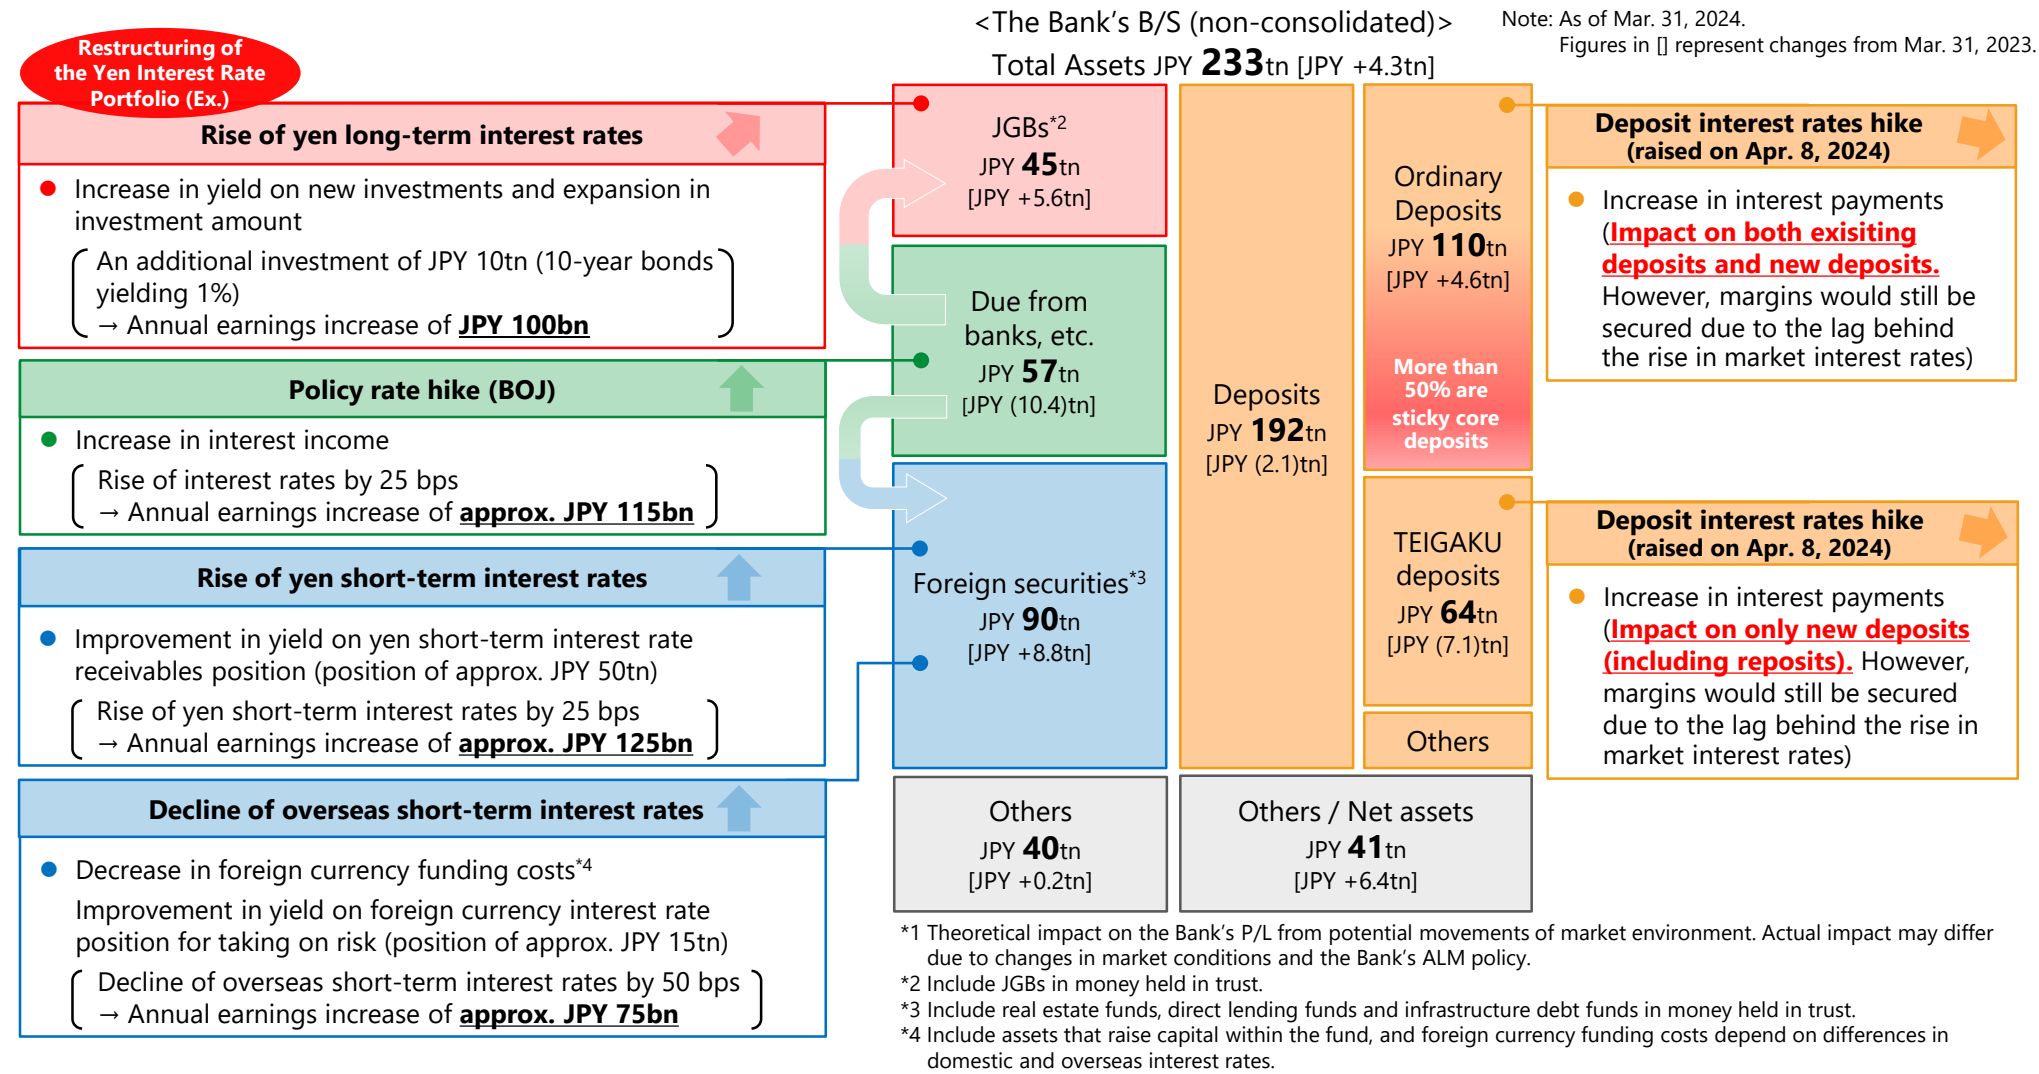 <The Bank's B/S (non-consolidated)>
Total Assets JPY 233tn [JPY +4.3tn]
Note: As of Mar. 31, 2024.
Figures in [] represent changes from Mar. 31, 2023.
Restructuring of
the Yen Interest Rate
Portfolio (Ex.)
Rise of yen long-term interest rates
Increase in yield on new investments and expansion in
investment amount
An additional investment of JPY 10tn (10-year bonds
yielding 1%)
→ Annual earnings increase of JPY 100bn
Policy rate hike (BOJ)
Increase in interest income
Rise of interest rates by 25 bps
→ Annual earnings increase of approx. JPY 115bn
Rise of yen short-term interest rates
Improvement in yield on yen short-term interest rate
receivables position (position of approx. JPY 50tn)
Rise of yen short-term interest rates by 25 bps
→ Annual earnings increase of approx. JPY 125bn
Decline of overseas short-term interest rates
Decrease in foreign currency funding costs*4
Improvement in yield on foreign currency interest rate
position for taking on risk (position of approx. JPY 15tn)
Decline of overseas short-term interest rates by 50 bps
→ Annual earnings increase of approx. JPY 75bn
JGBs*2
JPY 45tn
[JPY +5.6tn]
Due from
banks, etc.
JPY 57tn
[JPY (10.4)tn]
Foreign securities*3
JPY 90tn
[JPY +8.8tn]
Others
JPY 40tn
[JPY +0.2tn]
Deposits
JPY 192tn
[JPY (2.1)tn]
Ordinary
Deposits
JPY 110tn
[JPY +4.6tn]
More than
50% are
sticky core
deposits
TEIGAKU
deposits
JPY 64tn
[JPY (7.1)tn]
Others
Others / Net assets
JPY 41tn
[JPY +6.4tn]
Deposit interest rates hike
(raised on Apr. 8, 2024)
Increase in interest payments
(Impact on both exisiting
deposits and new deposits.
However, margins would still be
secured due to the lag behind
the rise in market interest rates)
Deposit interest rates hike
(raised on Apr. 8, 2024)
Increase in interest payments
(Impact on only new deposits
(including reposits). However,
margins would still be secured
due to the lag behind the rise in
market interest rates)
*1 Theoretical impact on the Bank's P/L from potential movements of market environment. Actual impact may differ
due to changes in market conditions and the Bank's ALM policy.
*2 Include JGBs in money held in trust.
*3 Include real estate funds, direct lending funds and infrastructure debt funds in money held in trust.
*4 Include assets that raise capital within the fund, and foreign currency funding costs depend on differences in
domestic and overseas interest rates.